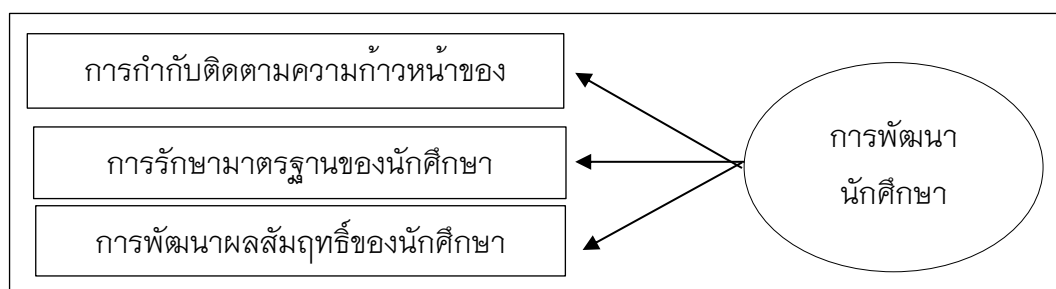 การกำกับติดตามความก้าวหน้าของ
การรักษามาตรฐานของนักศึกษา
การพัฒนาผลสัมฤทธิ์ของนักศึกษา
การพัฒนา
นักศึกษา